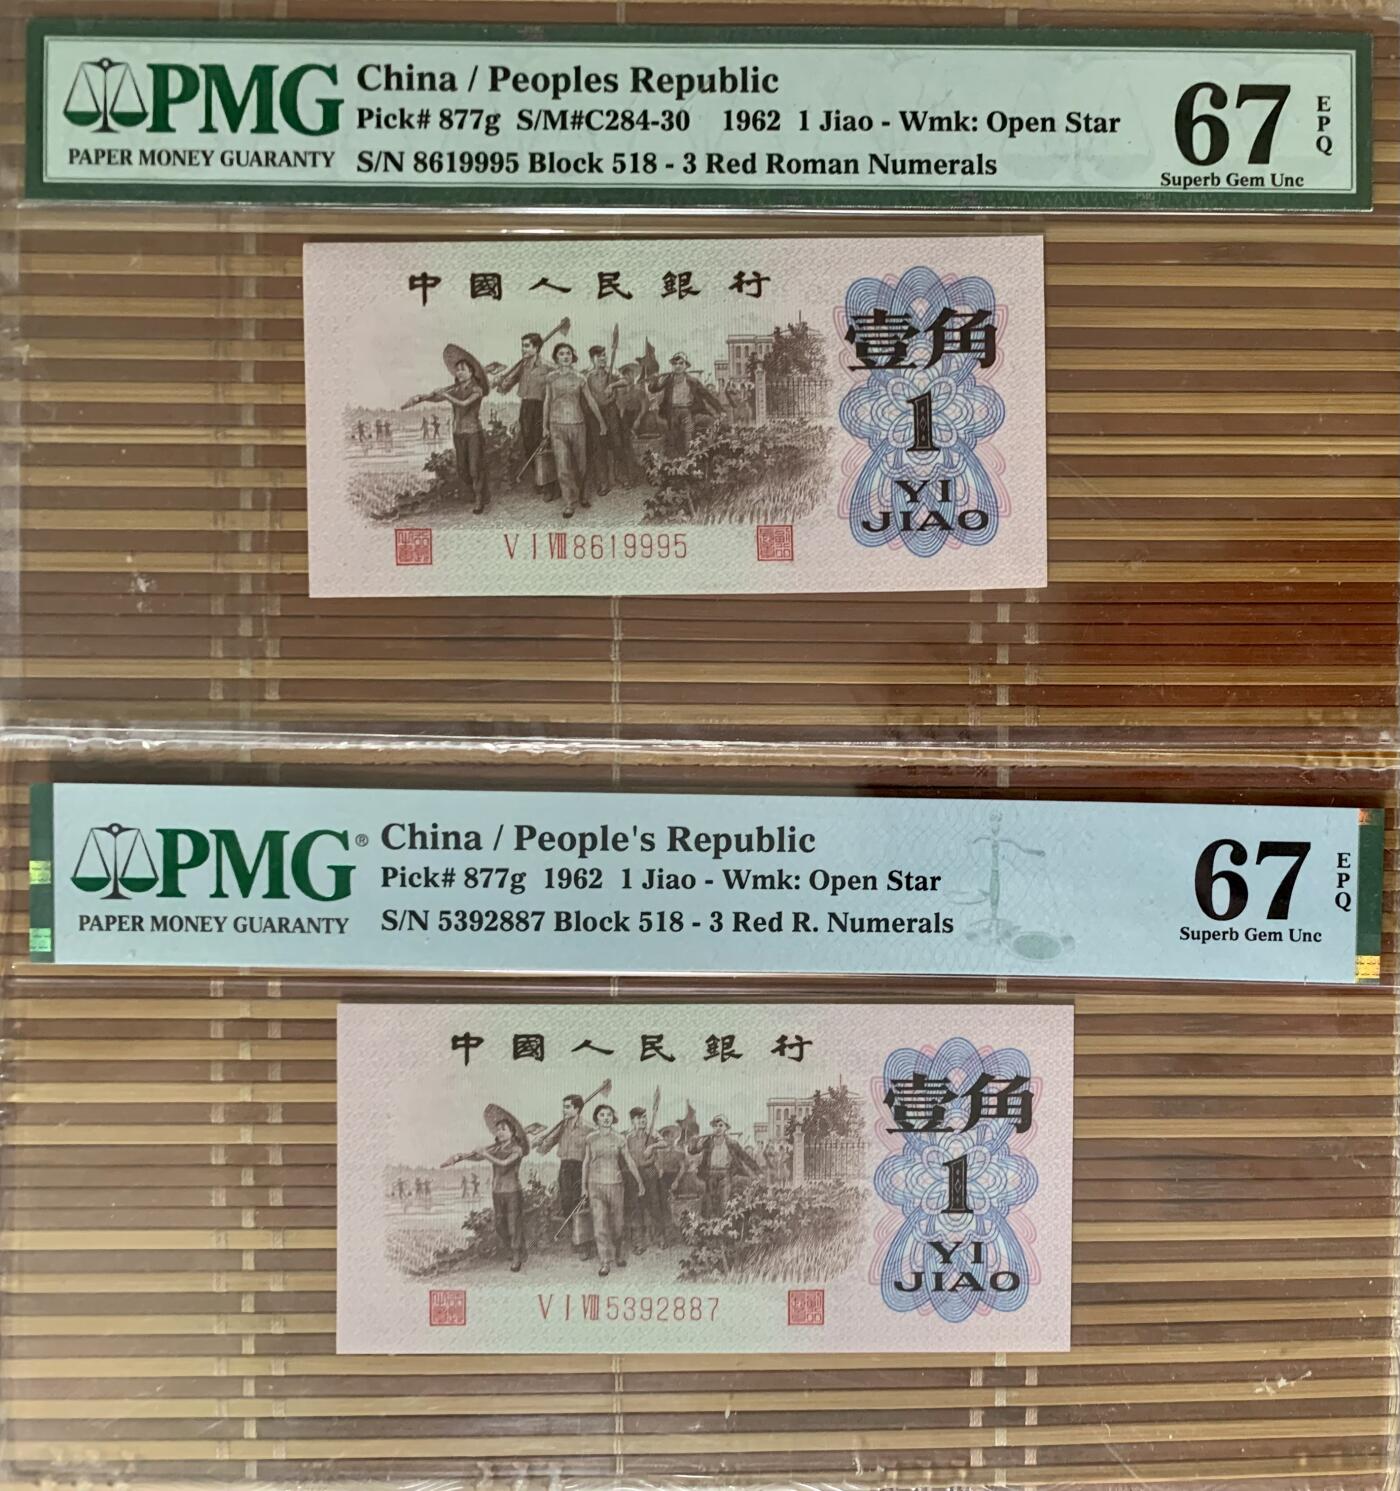 PMG
PAPER MONEY GUARANTY
China / Peoples Republic
Pick# 877g S/M#C284-30 1962 1 Jiao - Wmk: Open Star
S/N 8619995 Block 518 - 3 Red Roman Numerals
67
EPQ
Superb Gem Unc
中國人民銀行
壹角
1
YI
JIAO
V I VIII 8619995
PMG®
PAPER MONEY GUARANTY
China / People's Republic
Pick# 877g 1962 1 Jiao - Wmk: Open Star
S/N 5392887 Block 518 - 3 Red R. Numerals
67
EPQ
Superb Gem Unc
中國人民銀行
壹角
1
YI
JIAO
V I VIII 5392887